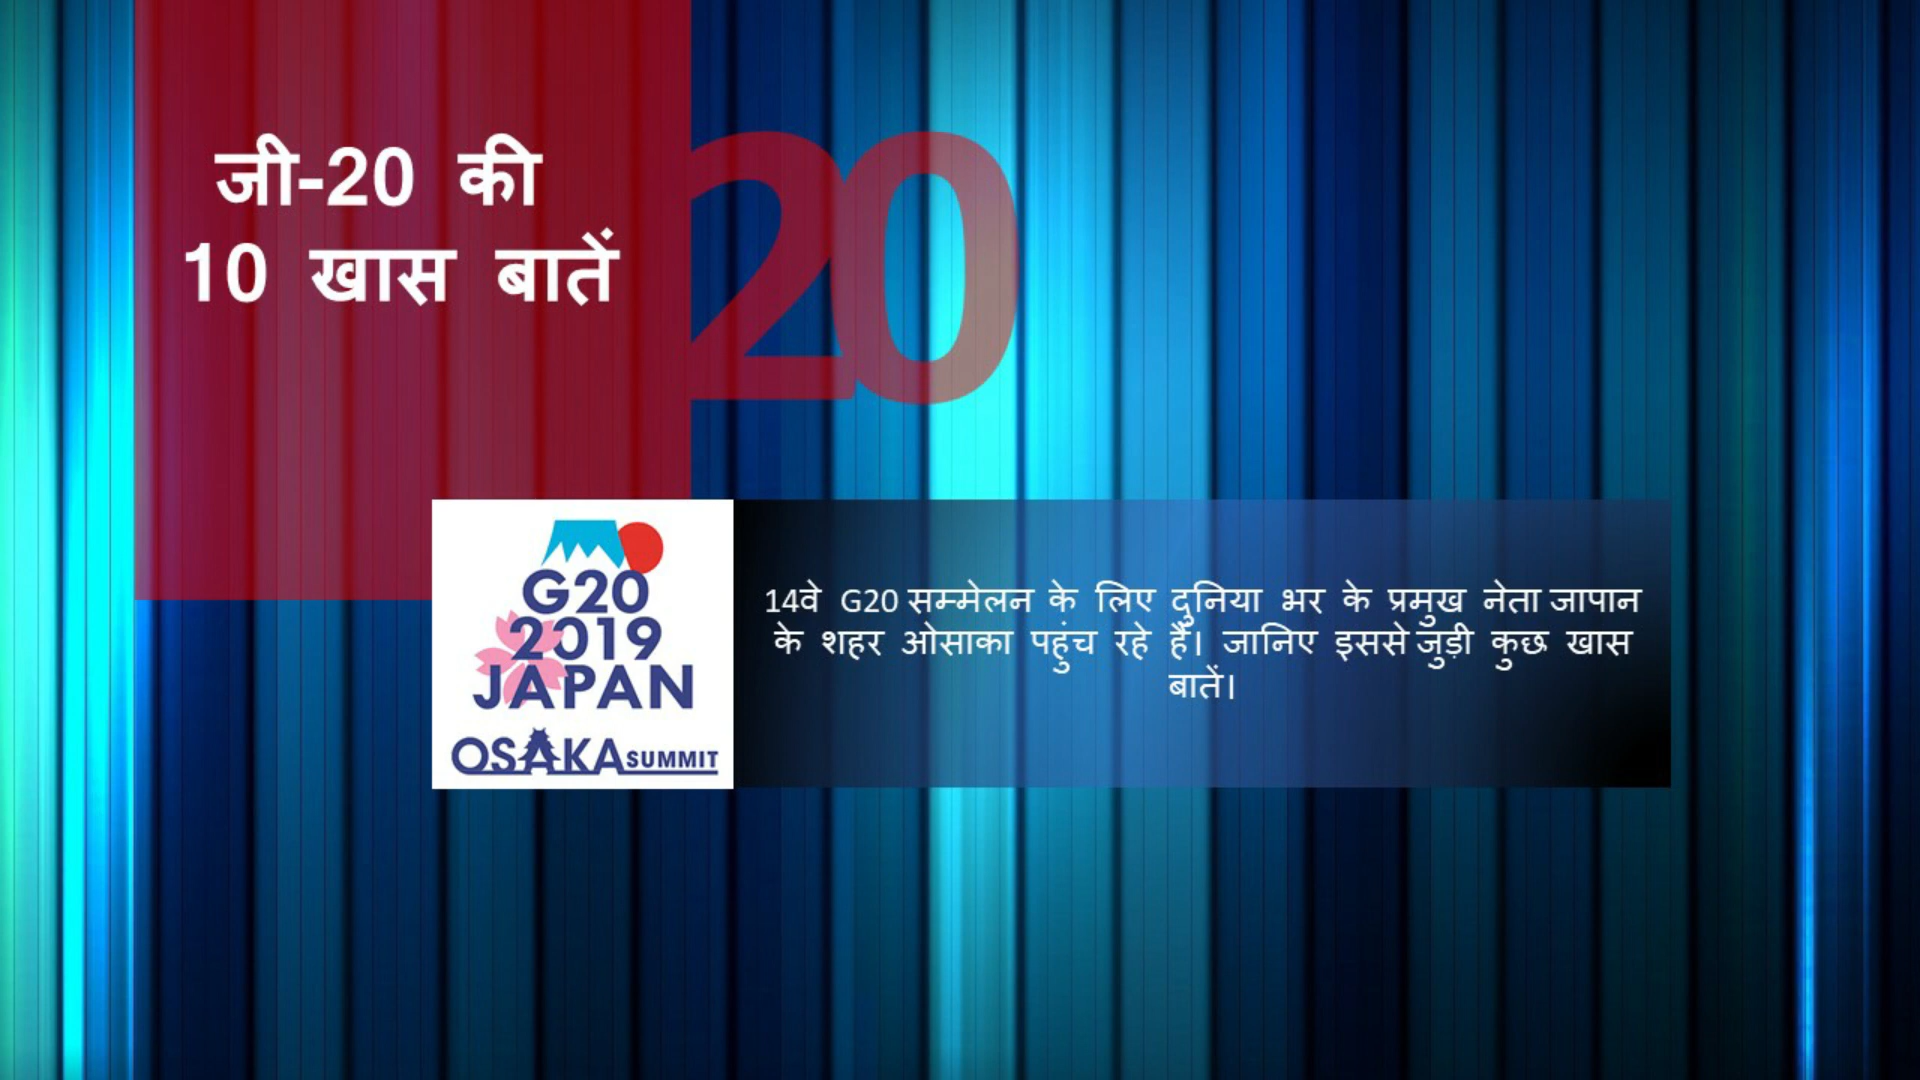 जी-20 की
10 खास बातें
20
G20
2019
JAPAN
OSAKA SUMMIT
14वे G20 सम्मेलन के लिए दुनिया भर के प्रमुख नेता जापान
के शहर ओसाका पहुंच रहे हैं। जानिए इससे जुड़ी कुछ खास
बातें।